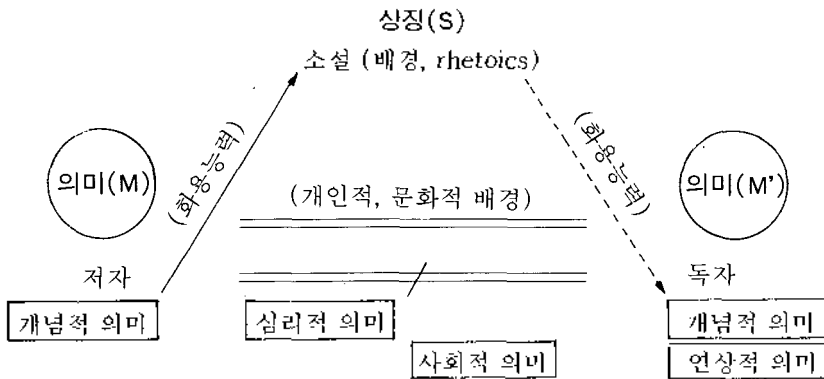 상징(S)
소설 (배경, rhetoics)
(화용능력)
(화용능력)
의미(M)
의미(M')
(개인적, 문화적 배경)
저자
독자
개념적 의미
심리적 의미
개념적 의미
사회적 의미
연상적 의미